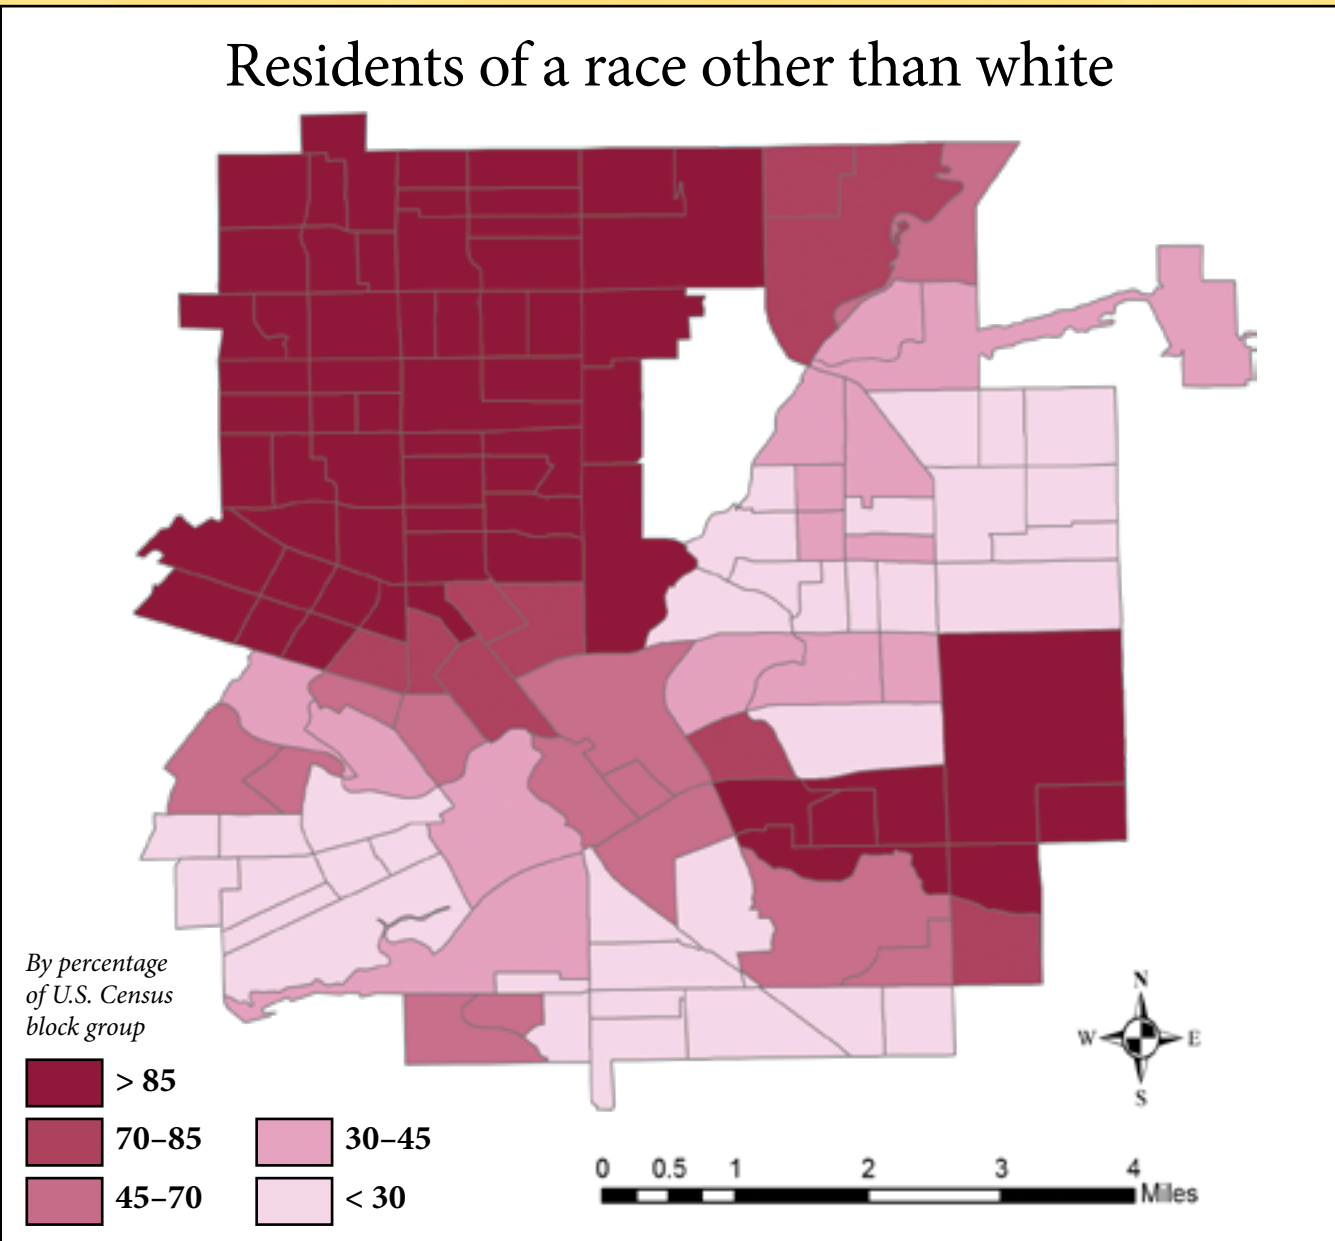 Residents of a race other than white
By percentage
of U.S. Census
block group
> 85
70–85
45–70
30–45
< 30
N
W E
S
0 0.5 1 2 3 4
Miles